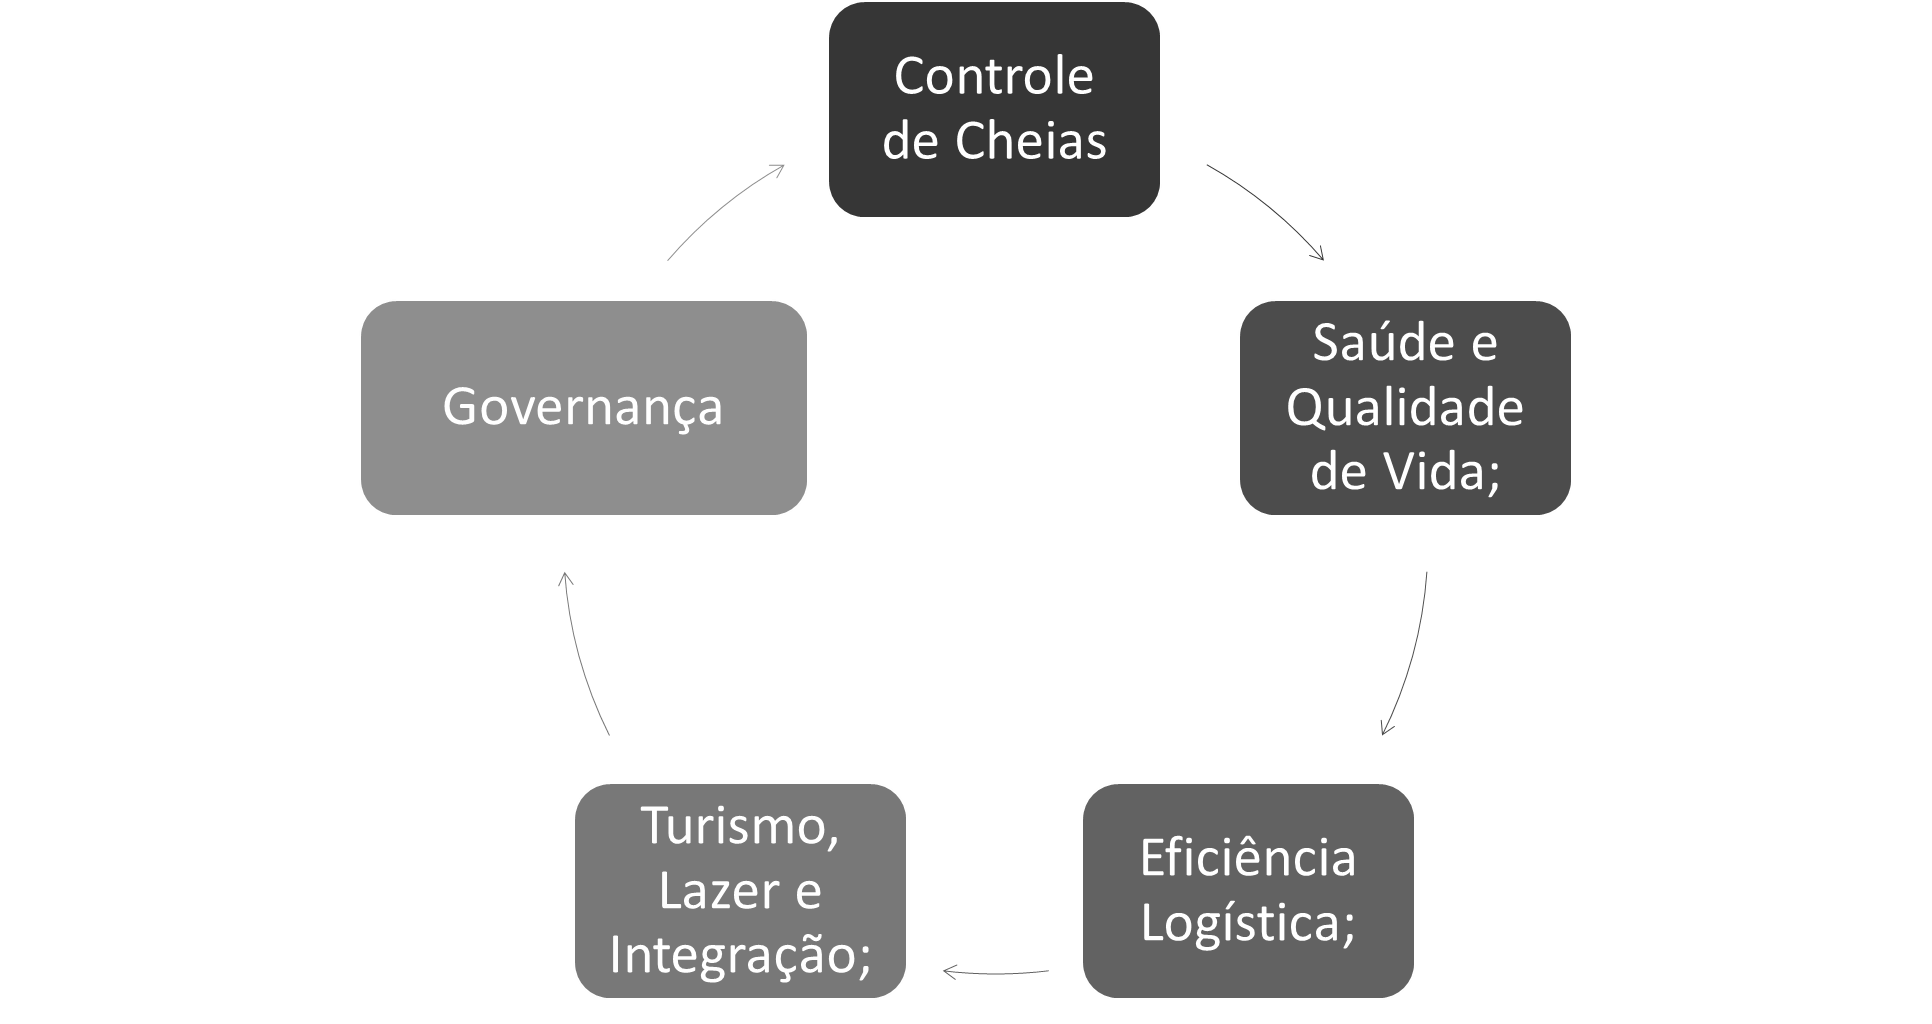 Controle
de Cheias
Saúde e
Qualidade
de Vida;
Eficiência
Logística;
Turismo,
Lazer e
Integração;
Governança